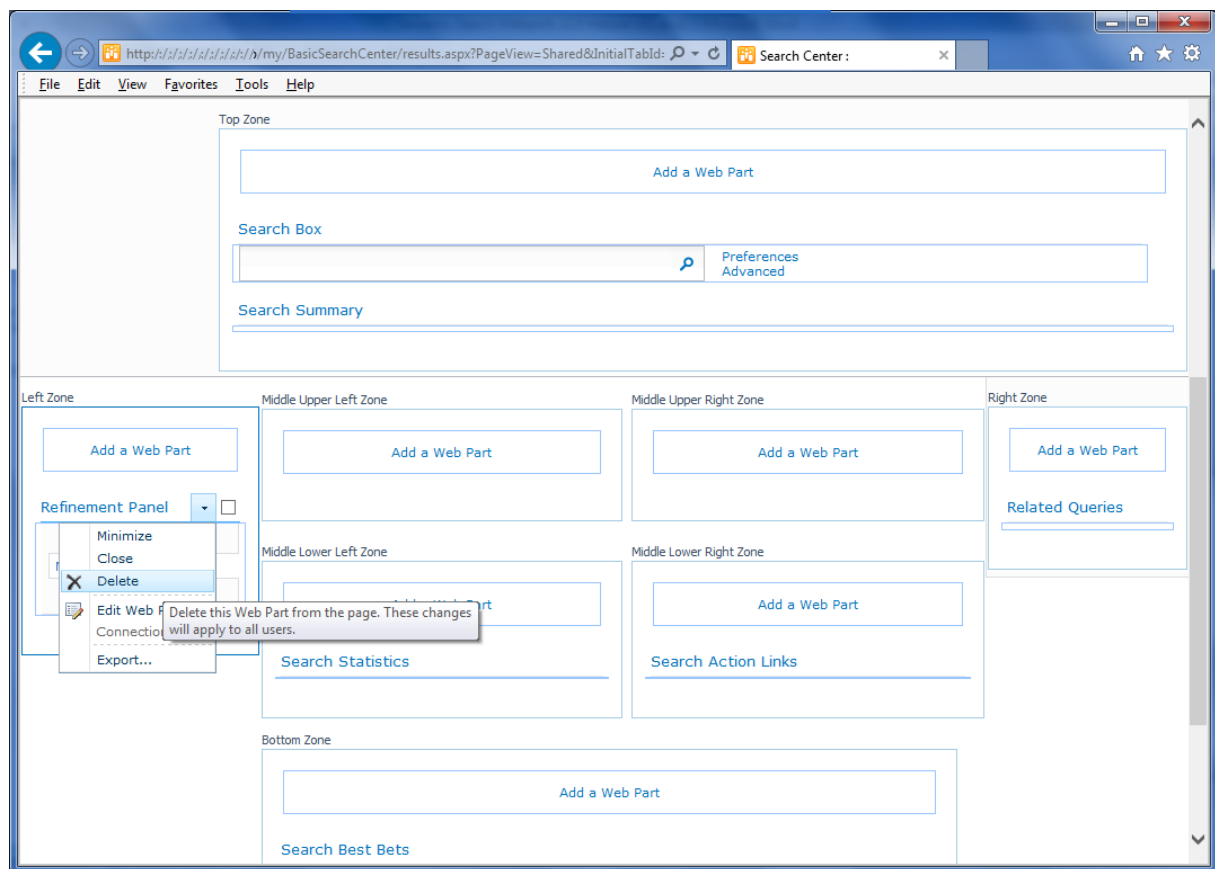 http://://://://://://://my/BasicSearchCenter/results.aspx?PageView=Shared&InitialTabId:
Search Center :
File Edit View Favorites Tools Help
Top Zone
Add a Web Part
Search Box
Preferences
Advanced
Search Summary
Left Zone
Middle Upper Left Zone
Middle Upper Right Zone
Right Zone
Add a Web Part
Add a Web Part
Add a Web Part
Add a Web Part
Refinement Panel
Related Queries
Minimize
Close
Delete
Edit Web
Connection
Export...
Delete this Web Part from the page. These changes
will apply to all users.
Middle Lower Left Zone
Middle Lower Right Zone
Add a Web Part
Search Statistics
Search Action Links
Bottom Zone
Add a Web Part
Search Best Bets